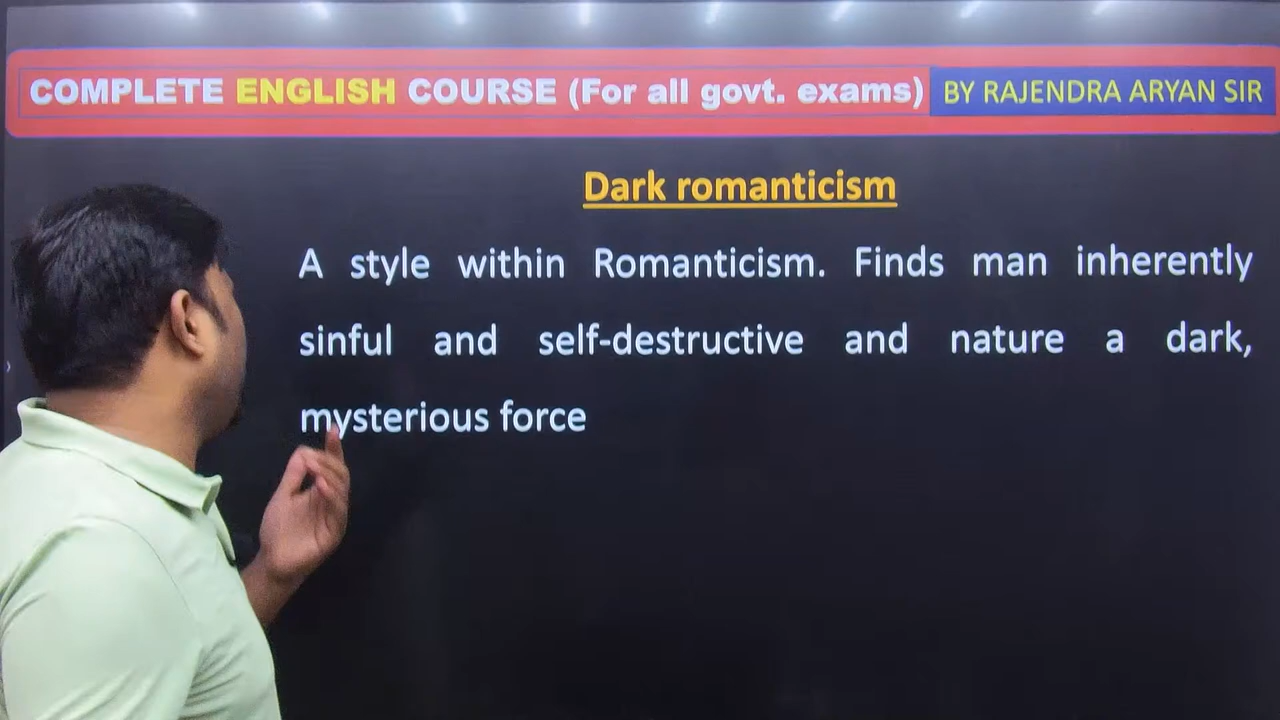 COMPLETE ENGLISH COURSE (For all govt. exams) BY RAJENDRA ARYAN SIR
Dark romanticism
A style within Romanticism. Finds man inherently
sinful and self-destructive and nature a dark,
mysterious force